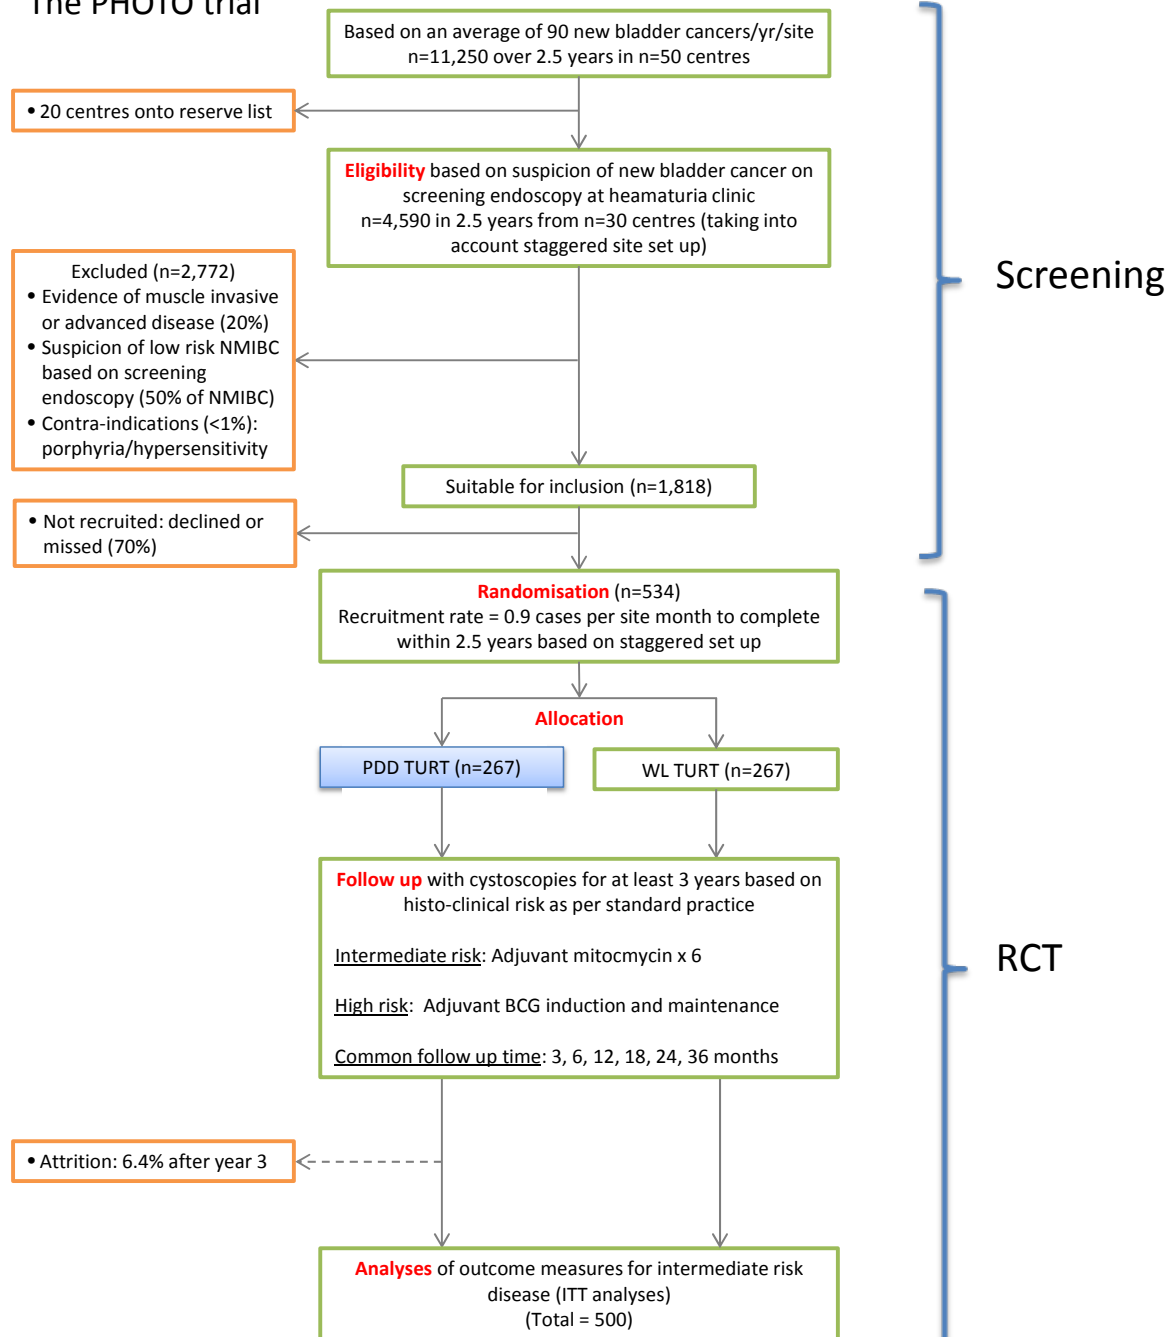 The PHOTO trial
Based on an average of 90 new bladder cancers/yr/site
n=11,250 over 2.5 years in n=50 centres
• 20 centres onto reserve list
Eligibility based on suspicion of new bladder cancer on
screening endoscopy at heamaturia clinic
n=4,590 in 2.5 years from n=30 centres (taking into
account staggered site set up)
Excluded (n=2,772)
• Evidence of muscle invasive
or advanced disease (20%)
• Suspicion of low risk NMIBC
based on screening
endoscopy (50% of NMIBC)
• Contra-indications (<1%):
porphyria/hypersensitivity
Screening
Suitable for inclusion (n=1,818)
• Not recruited: declined or
missed (70%)
Randomisation (n=534)
Recruitment rate = 0.9 cases per site month to complete
within 2.5 years based on staggered set up
Allocation
PDD TURT (n=267)
WL TURT (n=267)
Follow up with cystoscopies for at least 3 years based on
histo-clinical risk as per standard practice
Intermediate risk: Adjuvant mitocmycin x 6
High risk: Adjuvant BCG induction and maintenance
Common follow up time: 3, 6, 12, 18, 24, 36 months
RCT
• Attrition: 6.4% after year 3
Analyses of outcome measures for intermediate risk
disease (ITT analyses)
(Total = 500)